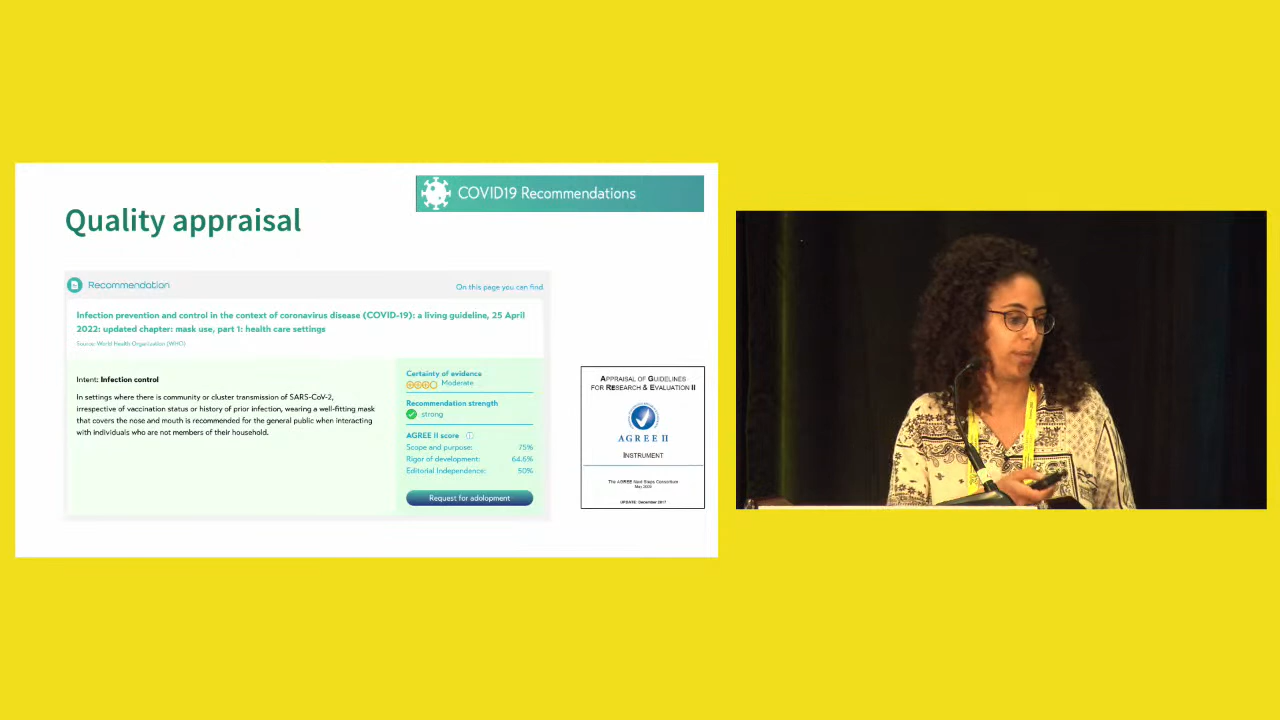 COVID19 Recommendations
Quality appraisal
Recommendation
On this page you can find
Infection prevention and control in the context of coronavirus disease (COVID-19): a living guideline, 25 April
2022: updated chapter: mask use, part 1: health care settings
Source: World Health Organization (WHO)
Intent: Infection control
In settings where there is community or cluster transmission of SARS-CoV-2,
irrespective of vaccination status or history of prior infection, wearing a well-fitting mask
that covers the nose and mouth is recommended for the general public when interacting
with individuals who are not members of their household.
Certainty of evidence
Moderate
Recommendation strength
strong
AGREE II score
Scope and purpose: 75%
Rigor of development: 64.6%
Editorial Independence: 50%
Request for adolopment
APPRAISAL OF GUIDELINES
FOR RESEARCH & EVALUATION II
AGREE II
INSTRUMENT
The AGREE Next Steps Consortium
May 2009
UPDATE: December 2017